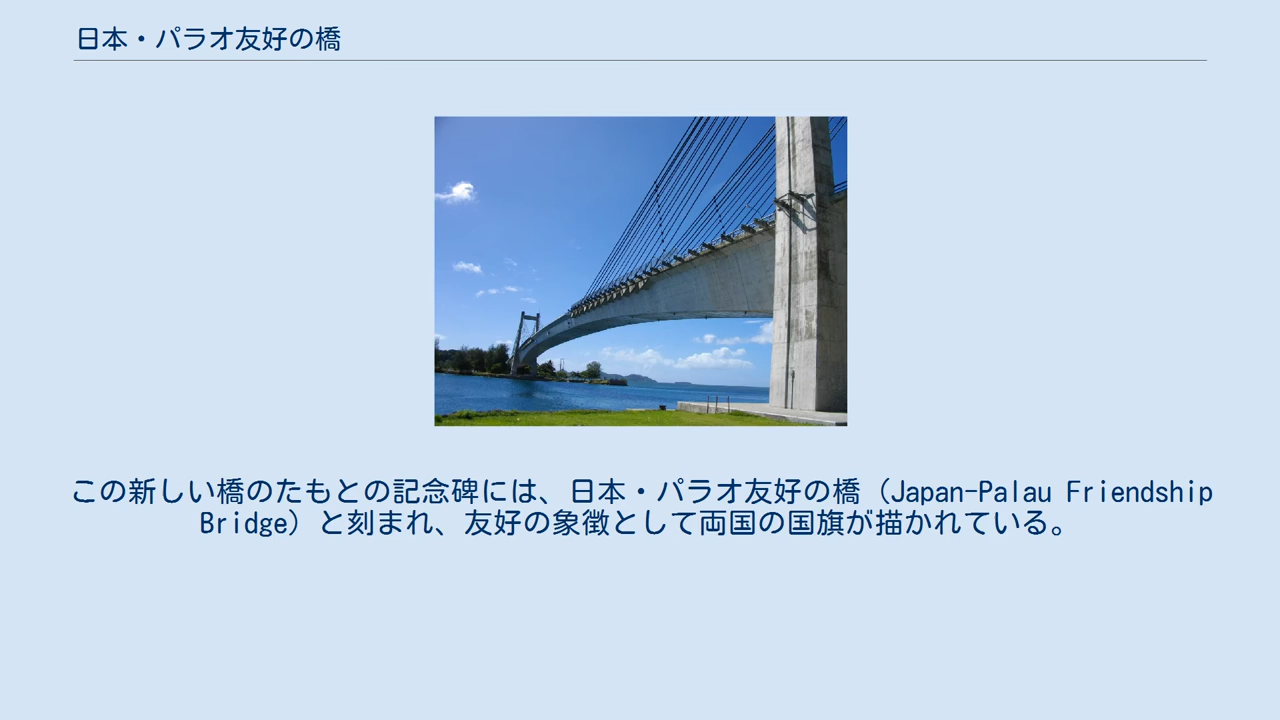 日本・パラオ友好の橋
この新しい橋のたもとの記念碑には、日本・パラオ友好の橋（Japan-Palau Friendship
Bridge）と刻まれ、友好の象徴として両国の国旗が描かれている。